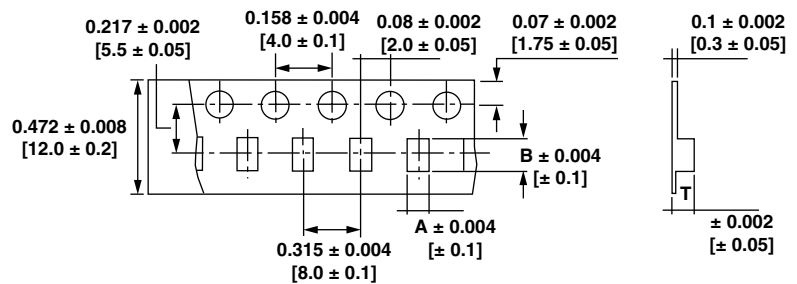 0.217 ± 0.002
[5.5 ± 0.05]
0.158 ± 0.004
[4.0 ± 0.1]
0.08 ± 0.002
[2.0 ± 0.05]
0.07 ± 0.002
[1.75 ± 0.05]
0.1 ± 0.002
[0.3 ± 0.05]
0.472 ± 0.008
[12.0 ± 0.2]
B ± 0.004
[± 0.1]
T
A ± 0.004
[± 0.1]
± 0.002
[± 0.05]
0.315 ± 0.004
[8.0 ± 0.1]